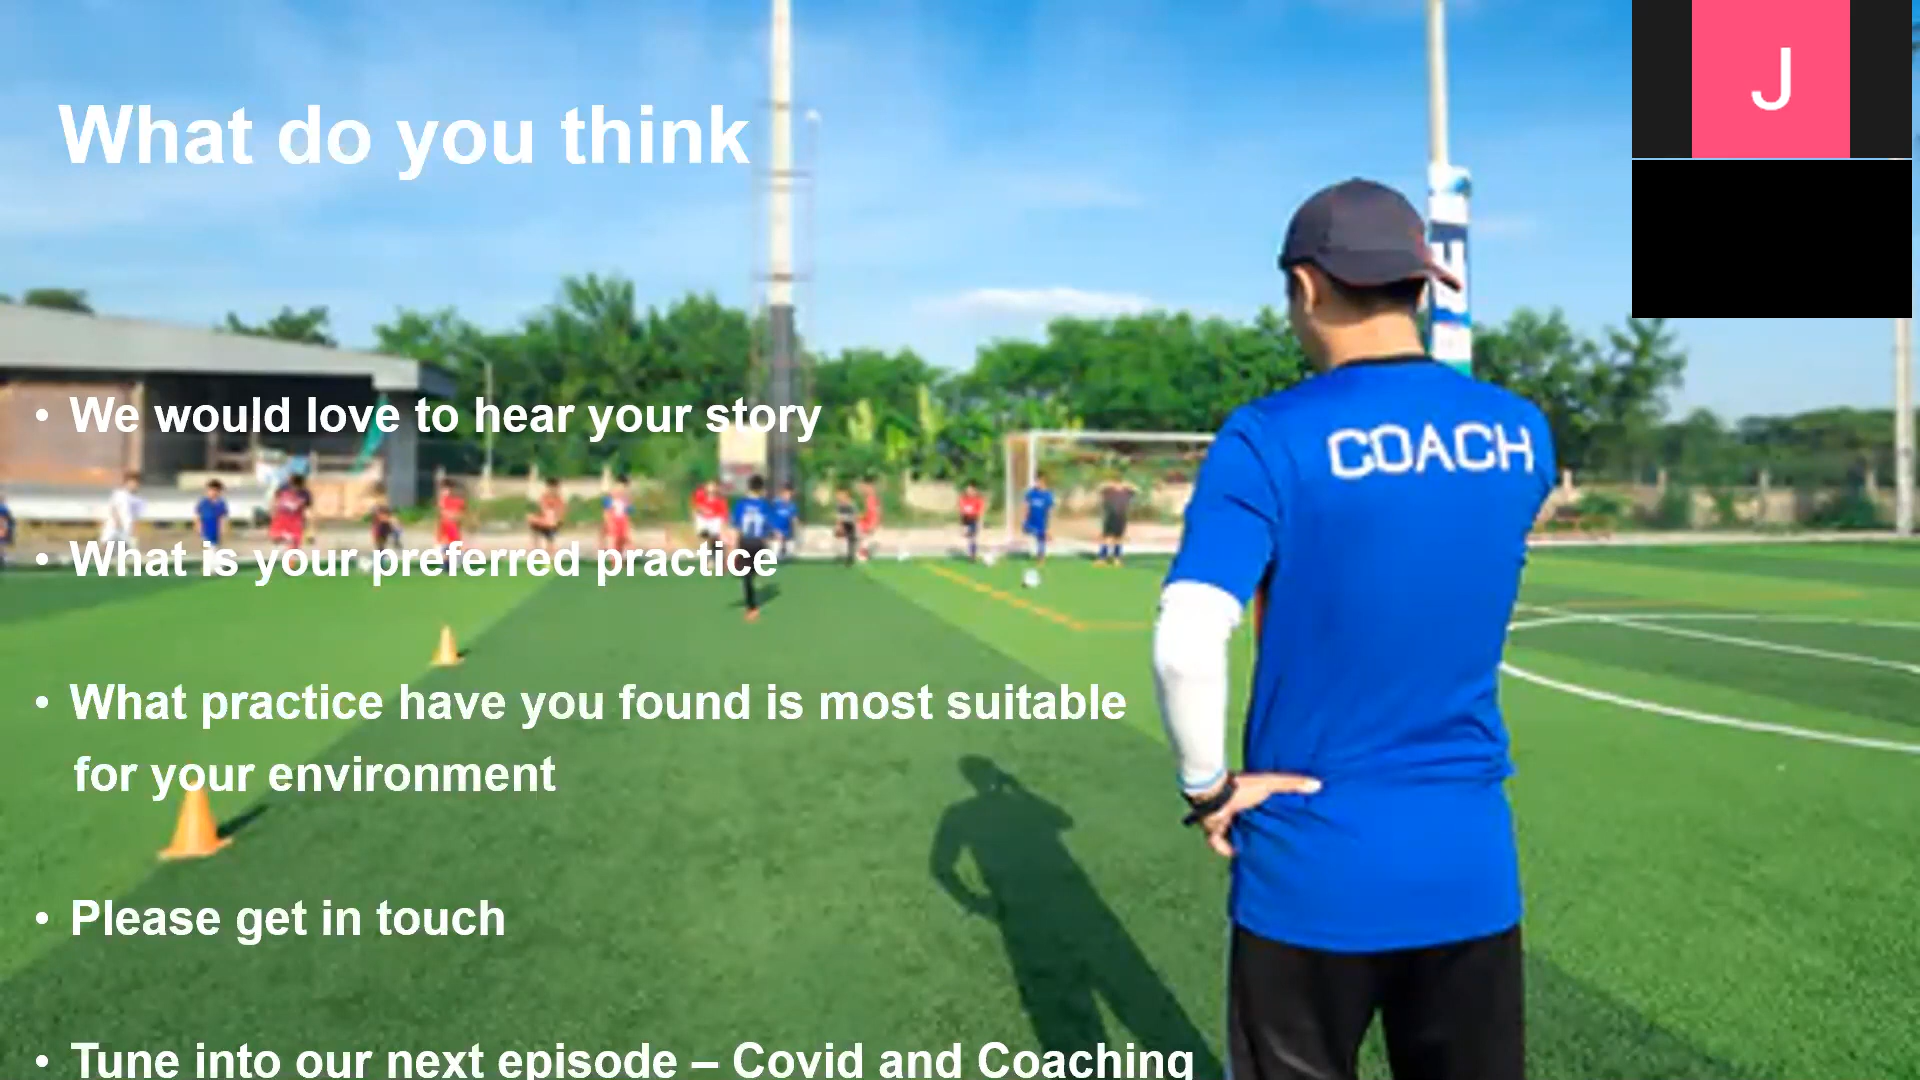 What do you think
J
COACH
• We would love to hear your story
• What is your preferred practice
• What practice have you found is most suitable
for your environment
• Please get in touch
• Tune into our next episode – Covid and Coaching